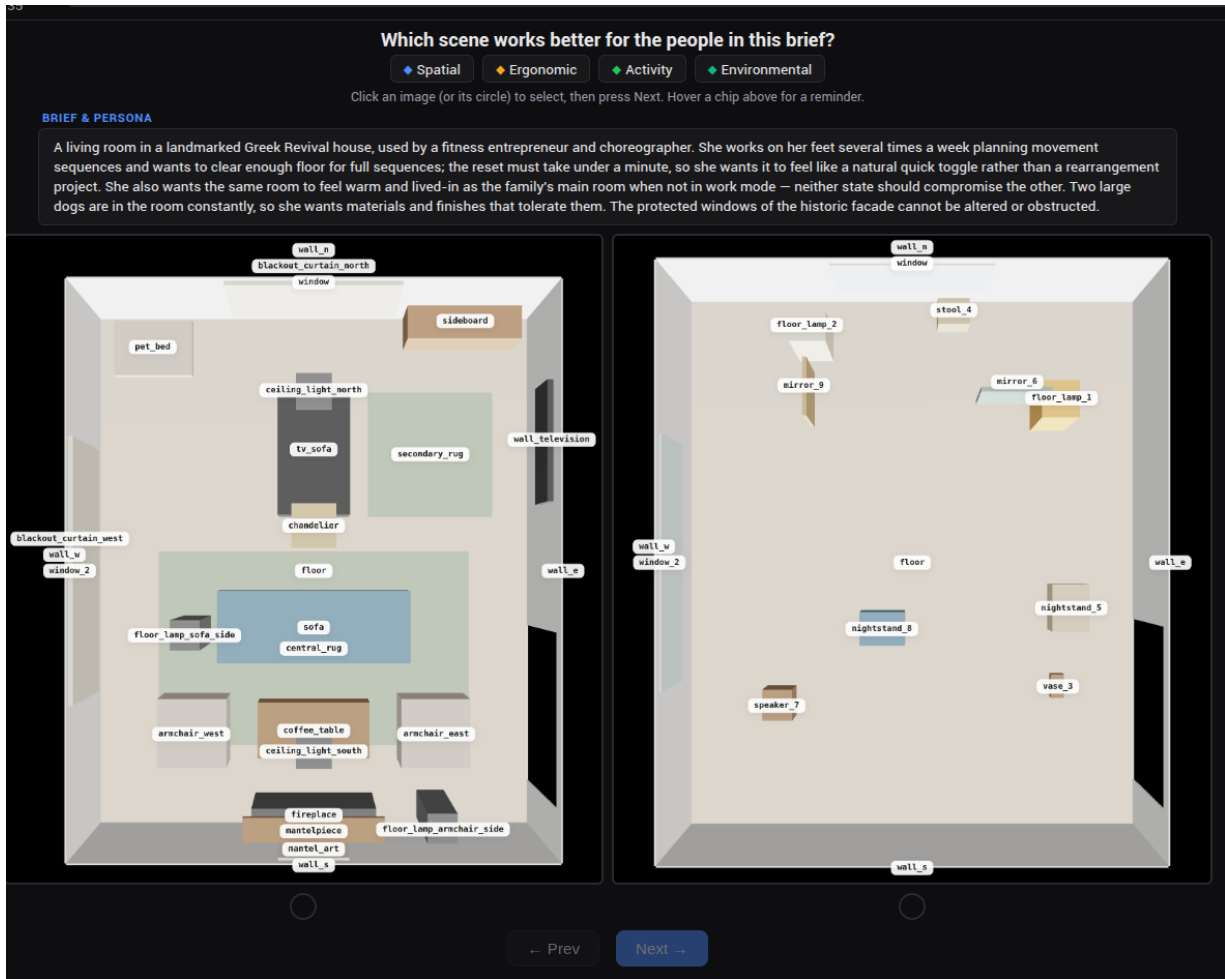 35
Which scene works better for the people in this brief?
Spatial
Ergonomic
Activity
Environmental
Click an image (or its circle) to select, then press Next. Hover a chip above for a reminder.
BRIEF & PERSONA
A living room in a landmarked Greek Revival house, used by a fitness entrepreneur and choreographer. She works on her feet several times a week planning movement
sequences and wants to clear enough floor for full sequences; the reset must take under a minute, so she wants it to feel like a natural quick toggle rather than a rearrangement
project. She also wants the same room to feel warm and lived-in as the family's main room when not in work mode — neither state should compromise the other. Two large
dogs are in the room constantly, so she wants materials and finishes that tolerate them. The protected windows of the historic facade cannot be altered or obstructed.
wall_n
blackout_curtain_north
window
sideboard
pet_bed
ceiling_light_north
wall_television
tv_sofa
secondary_rug
chandelier
blackout_curtain_west
wall_w
window_2
floor
wall_e
sofa
floor_lamp_sofa_side
central_rug
armchair_west
coffee_table
armchair_east
ceiling_light_south
fireplace
mantelpiece
floor_lamp_armchair_side
mantel_art
wall_s
wall_n
window
stool_4
floor_lamp_2
mirror_9
mirror_6
floor_lamp_1
wall_w
window_2
floor
wall_e
nightstand_5
nightstand_8
vase_3
speaker_7
wall_s
← Prev
Next →